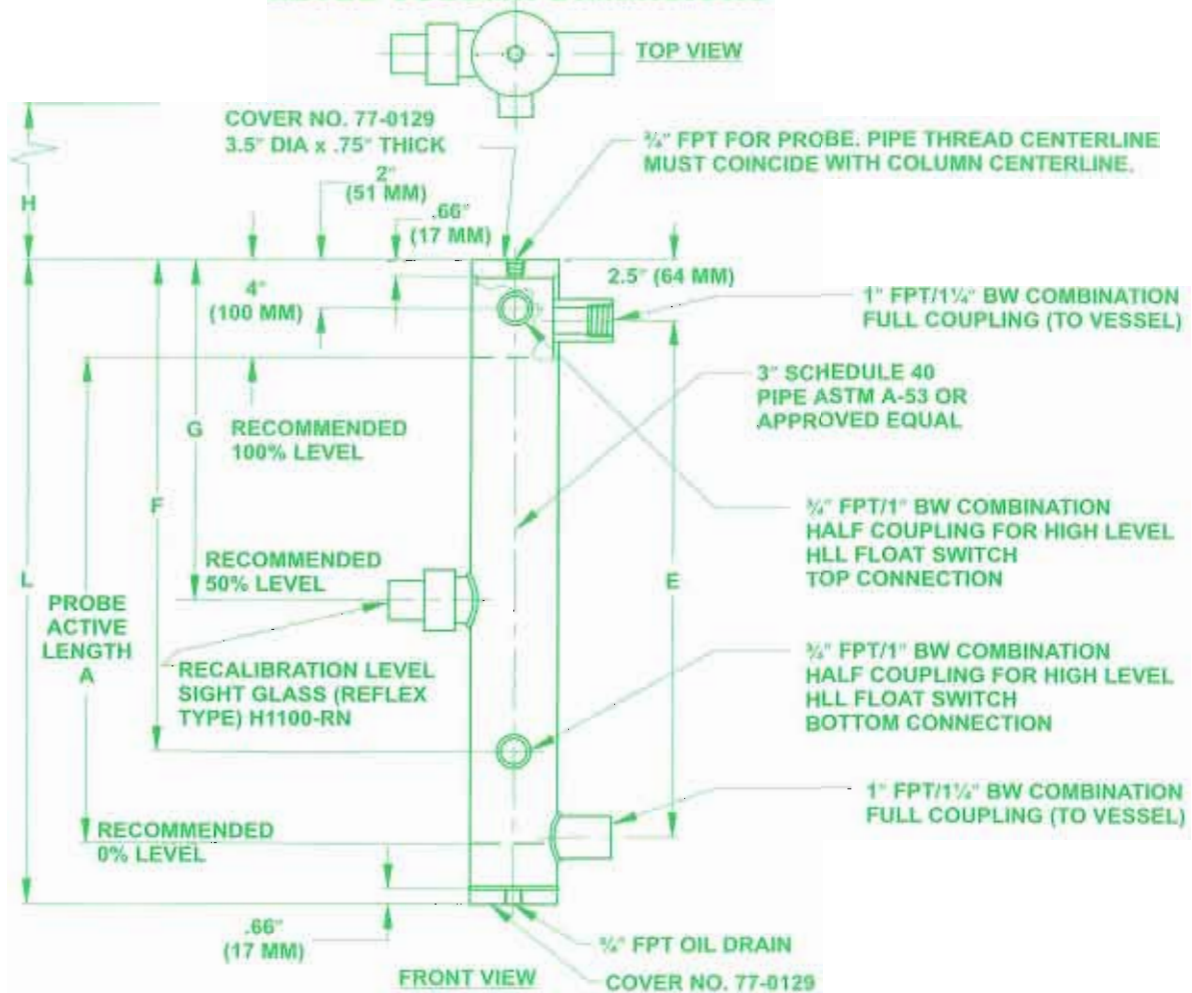 TOP VIEW
COVER NO. 77-0129
3.5" DIA x .75" THICK
¾" FPT FOR PROBE. PIPE THREAD CENTERLINE
MUST COINCIDE WITH COLUMN CENTERLINE.
2"
(51 MM)
.66"
(17 MM)
H
4"
(100 MM)
2.5" (64 MM)
1" FPT/1¼" BW COMBINATION
FULL COUPLING (TO VESSEL)
3" SCHEDULE 40
PIPE ASTM A-53 OR
APPROVED EQUAL
G
RECOMMENDED
100% LEVEL
F
¾" FPT/1" BW COMBINATION
HALF COUPLING FOR HIGH LEVEL
HLL FLOAT SWITCH
TOP CONNECTION
RECOMMENDED
50% LEVEL
L
E
PROBE
ACTIVE
LENGTH
A
RECALIBRATION LEVEL
SIGHT GLASS (REFLEX
TYPE) H1100-RN
¾" FPT/1" BW COMBINATION
HALF COUPLING FOR HIGH LEVEL
HLL FLOAT SWITCH
BOTTOM CONNECTION
1" FPT/1¼" BW COMBINATION
FULL COUPLING (TO VESSEL)
RECOMMENDED
0% LEVEL
.66"
(17 MM)
¾" FPT OIL DRAIN
FRONT VIEW
COVER NO. 77-0129